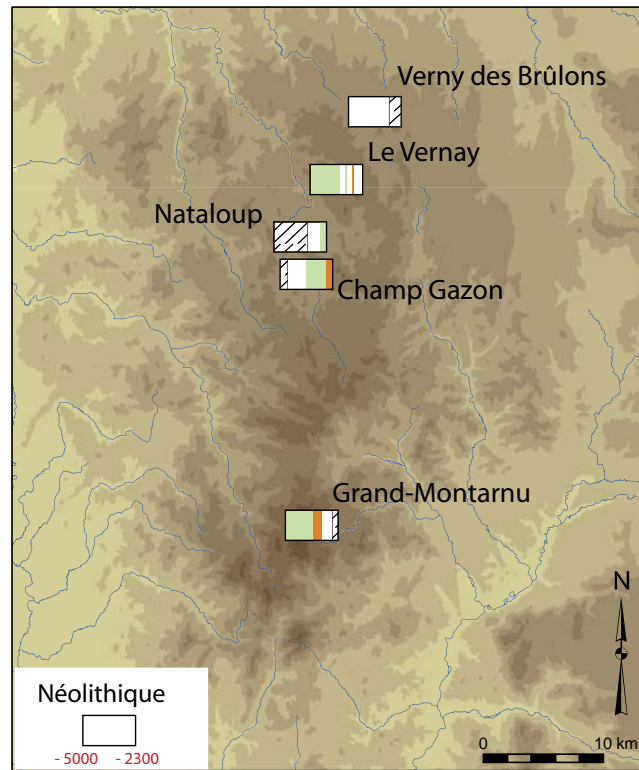 Verny des Brûlons
Le Vernay
Nataloup
Champ Gazon
Grand-Montarnu
N
Néolithique
- 5000 - 2300
0 10 km